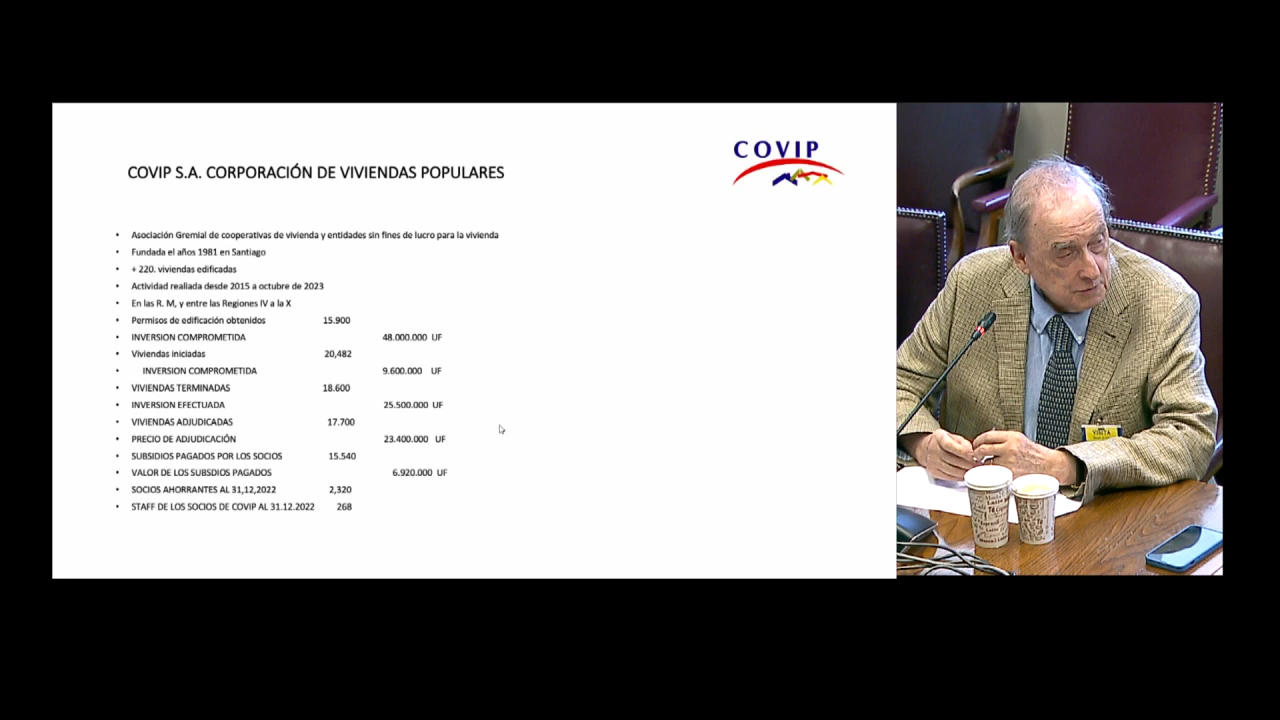 COVIP S.A. CORPORACIÓN DE VIVIENDAS POPULARES
COVIP
• Asociación Gremial de cooperativas de vivienda y entidades sin fines de lucro para la vivienda
• Fundada el años 1981 en Santiago
• + 220. viviendas edificadas
• Actividad realiada desde 2015 a octubre de 2023
• En las R. M, y entre las Regiones IV a la X
• Permisos de edificación obtenidos 15.900
• INVERSION COMPROMETIDA 48.000.000 UF
• Viviendas iniciadas 20,482
• INVERSION COMPROMETIDA 9.600.000 UF
• VIVIENDAS TERMINADAS 18.600
• INVERSION EFECTUADA 25.500.000 UF
• VIVIENDAS ADJUDICADAS 17.700
• PRECIO DE ADJUDICACIÓN 23.400.000 UF
• SUBSIDIOS PAGADOS POR LOS SOCIOS 15.540
• VALOR DE LOS SUBSDIOS PAGADOS 6.920.000 UF
• SOCIOS AHORRANTES AL 31,12,2022 2,320
• STAFF DE LOS SOCIOS DE COVIP AL 31.12.2022 268
VISITA